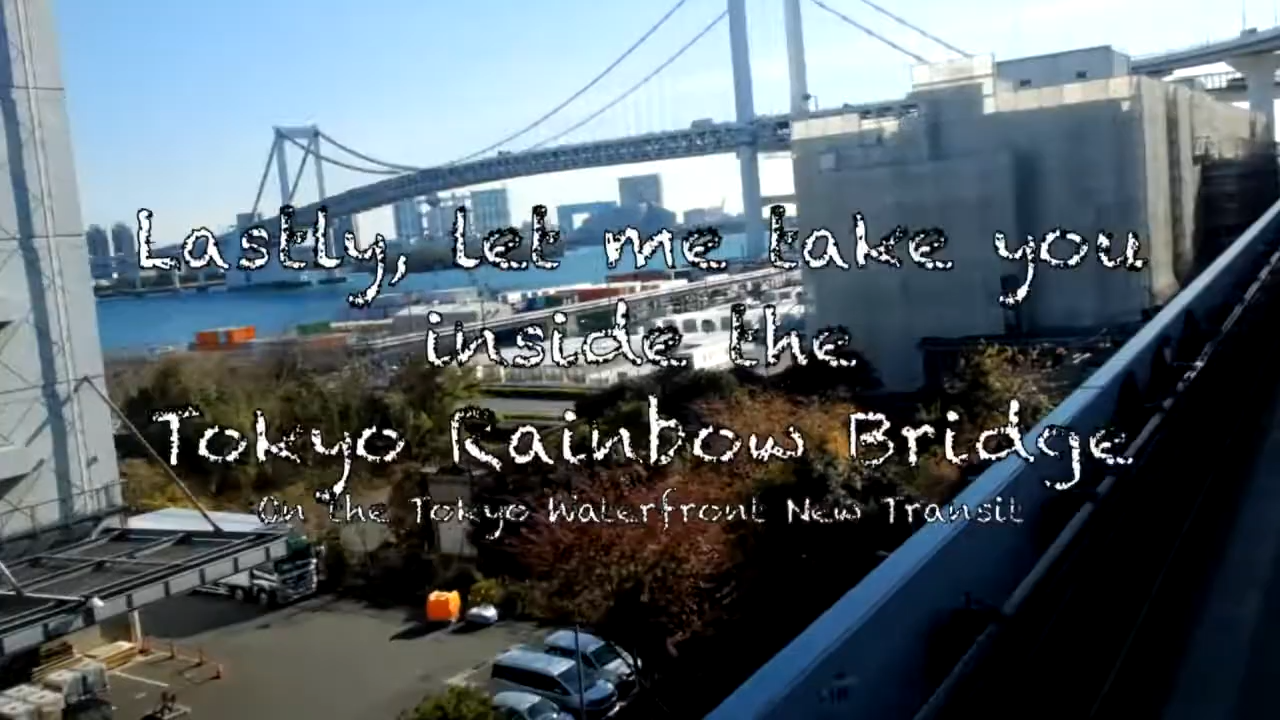 Lastly, let me take you
inside the
Tokyo Rainbow Bridge
On The Tokyo Waterfront New Transit